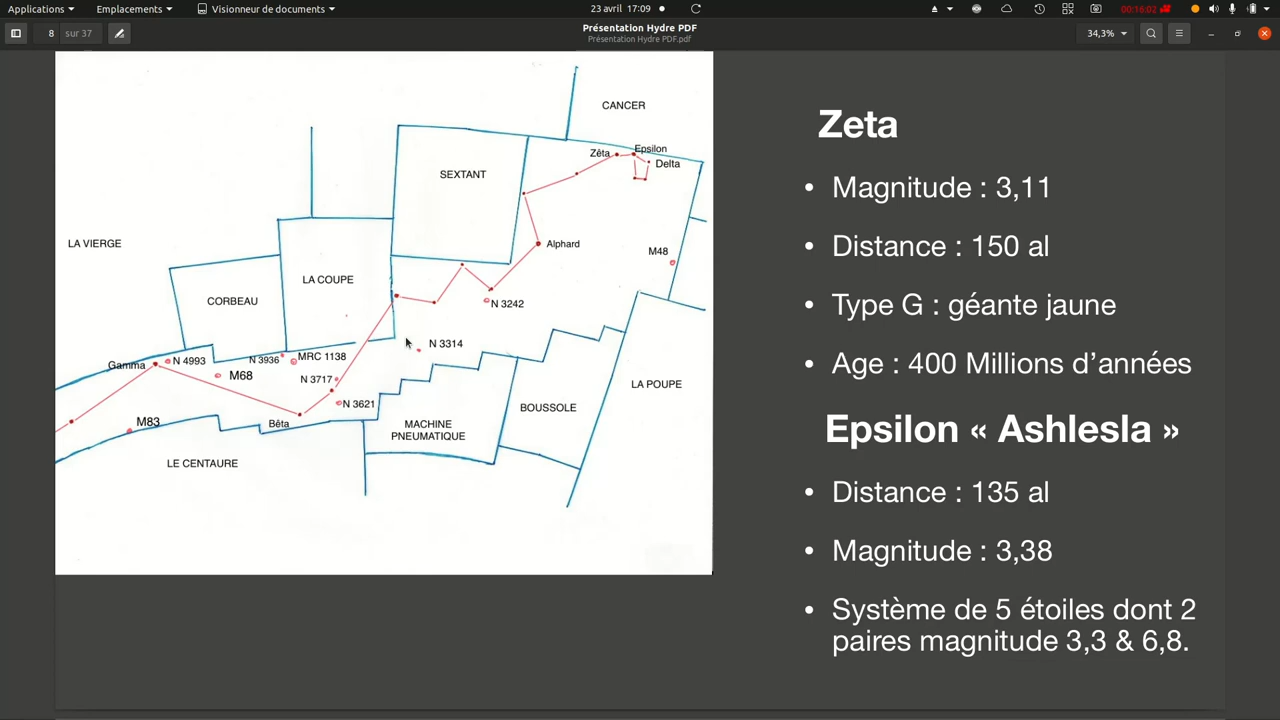 Applications
Emplacements
Visionneur de documents
23 avril 17:09
00:16:02
8 sur 37
Présentation Hydre PDF
Présentation Hydre PDF.pdf
34,3%
CANCER
Zêta
Epsilon
Delta
SEXTANT
LA VIERGE
Alphard
M48
LA COUPE
CORBEAU
N 3242
N 3314
Gamma
N 4993
N 3936
MRC 1138
M68
N 3717
N 3621
LA POUPE
BOUSSOLE
M83
Bêta
MACHINE
PNEUMATIQUE
LE CENTAURE
Zeta
• Magnitude : 3,11
• Distance : 150 al
• Type G : géante jaune
• Age : 400 Millions d’années
Epsilon « Ashlesla »
• Distance : 135 al
• Magnitude : 3,38
• Système de 5 étoiles dont 2
paires magnitude 3,3 & 6,8.